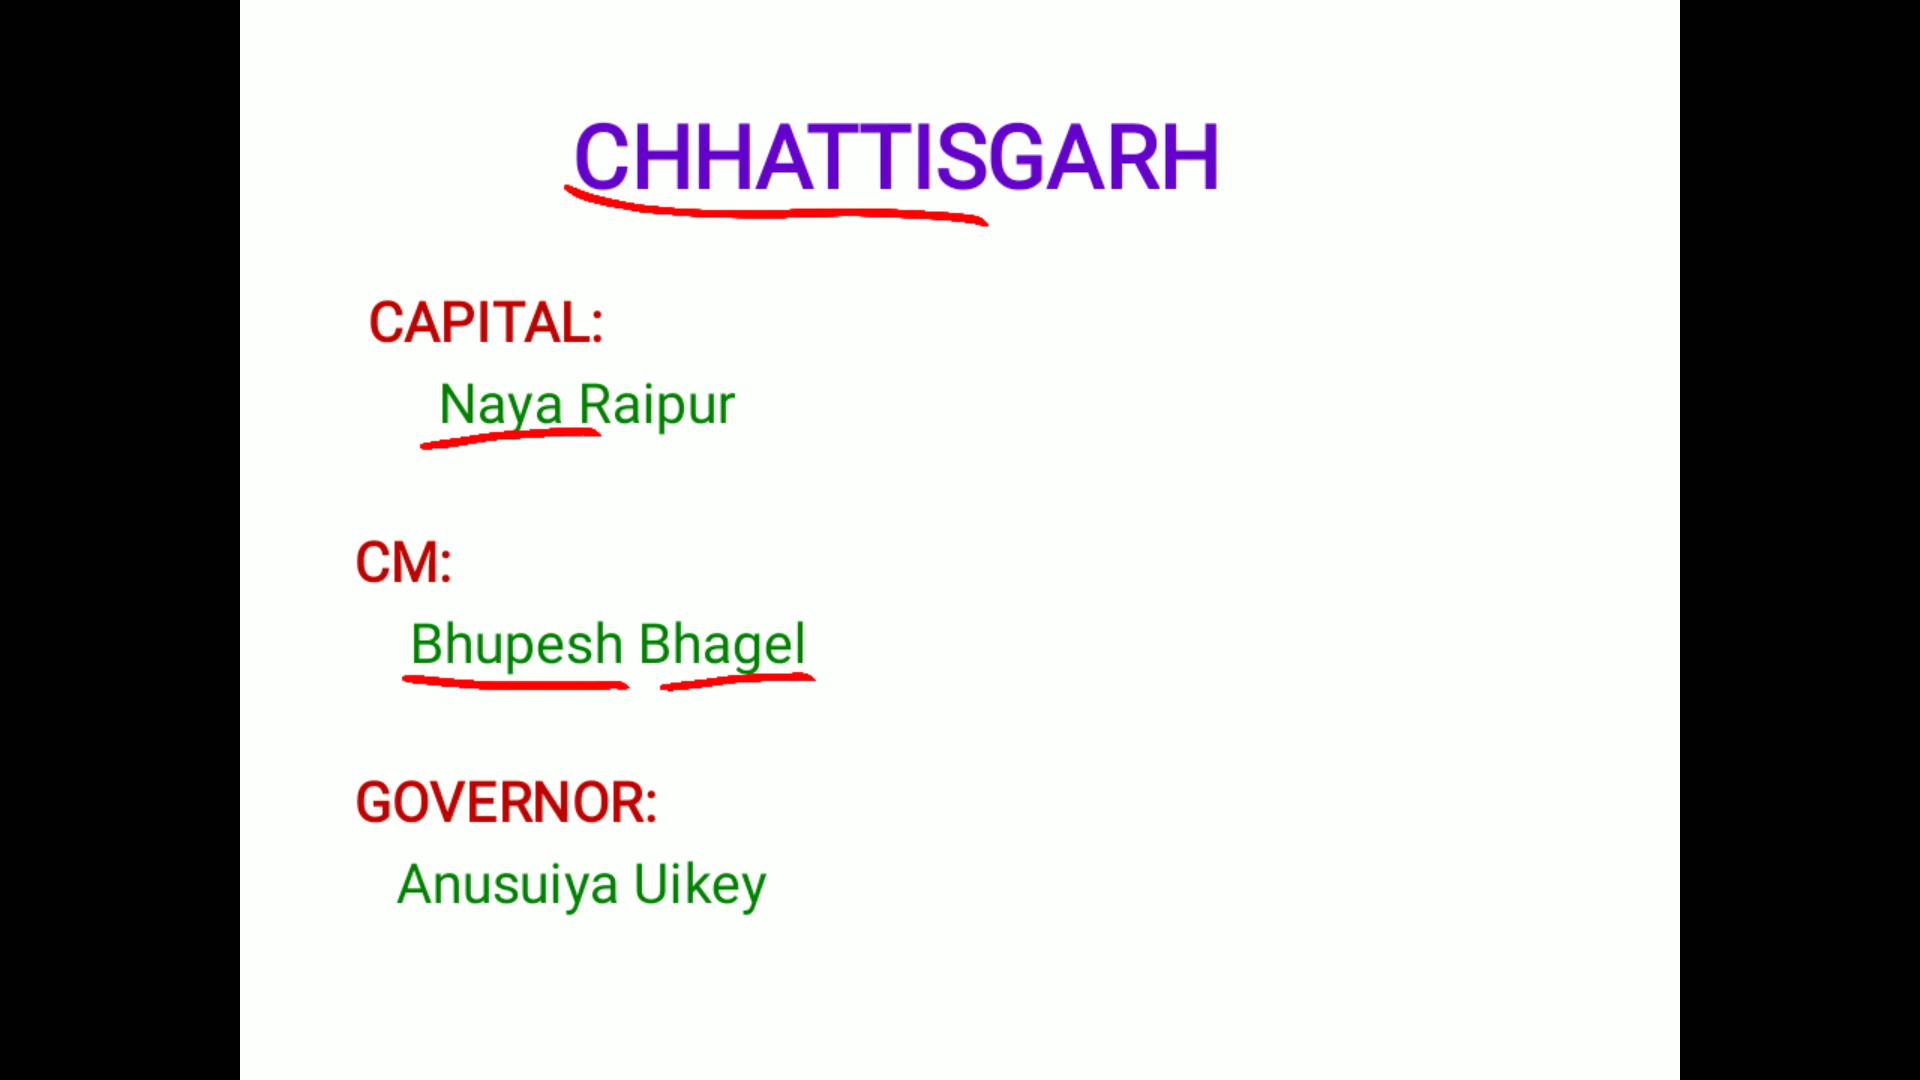 CHHATTISGARH
CAPITAL:
Naya Raipur
CM:
Bhupesh Bhagel
GOVERNOR:
Anusuiya Uikey